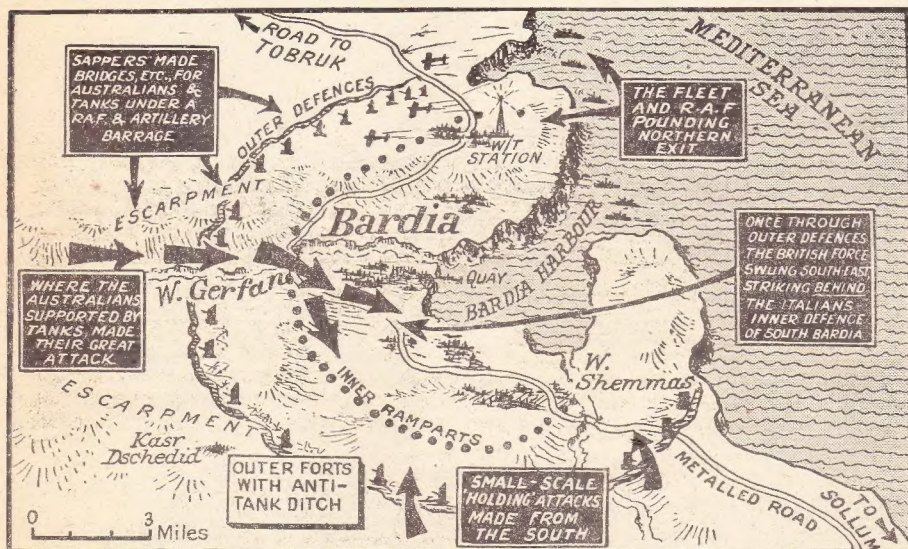 ROAD TO
TOBRUK
MEDITERRANEAN
SEA
SAPPERS MADE
BRIDGES, ETC., FOR
AUSTRALIANS &
TANKS UNDER A
R.A.F. & ARTILLERY
BARRAGE
OUTER DEFENCES
THE FLEET
AND R.A.F
POUNDING
NORTHERN
EXIT
W/T
STATION
ESCARPMENT
Bardia
BARDIA HARBOUR
QUAY
ONCE THROUGH
OUTER DEFENCES
THE BRITISH FORCE
SWUNG SOUTH EAST
STRIKING BEHIND
THE ITALIANS
INNER DEFENCE
OF SOUTH BARDIA
W. Gerfan
WHERE THE
AUSTRALIANS
SUPPORTED BY
TANKS, MADE
THEIR GREAT
ATTACK.
W.
Shemmas
INNER RAMPARTS
ESCARPMENT
Kasr
Dschedid
OUTER FORTS
WITH ANTI-
TANK DITCH
SMALL-SCALE
HOLDING ATTACKS
MADE FROM
THE SOUTH
METALLED ROAD
TO
SOLLUM
0 3
Miles